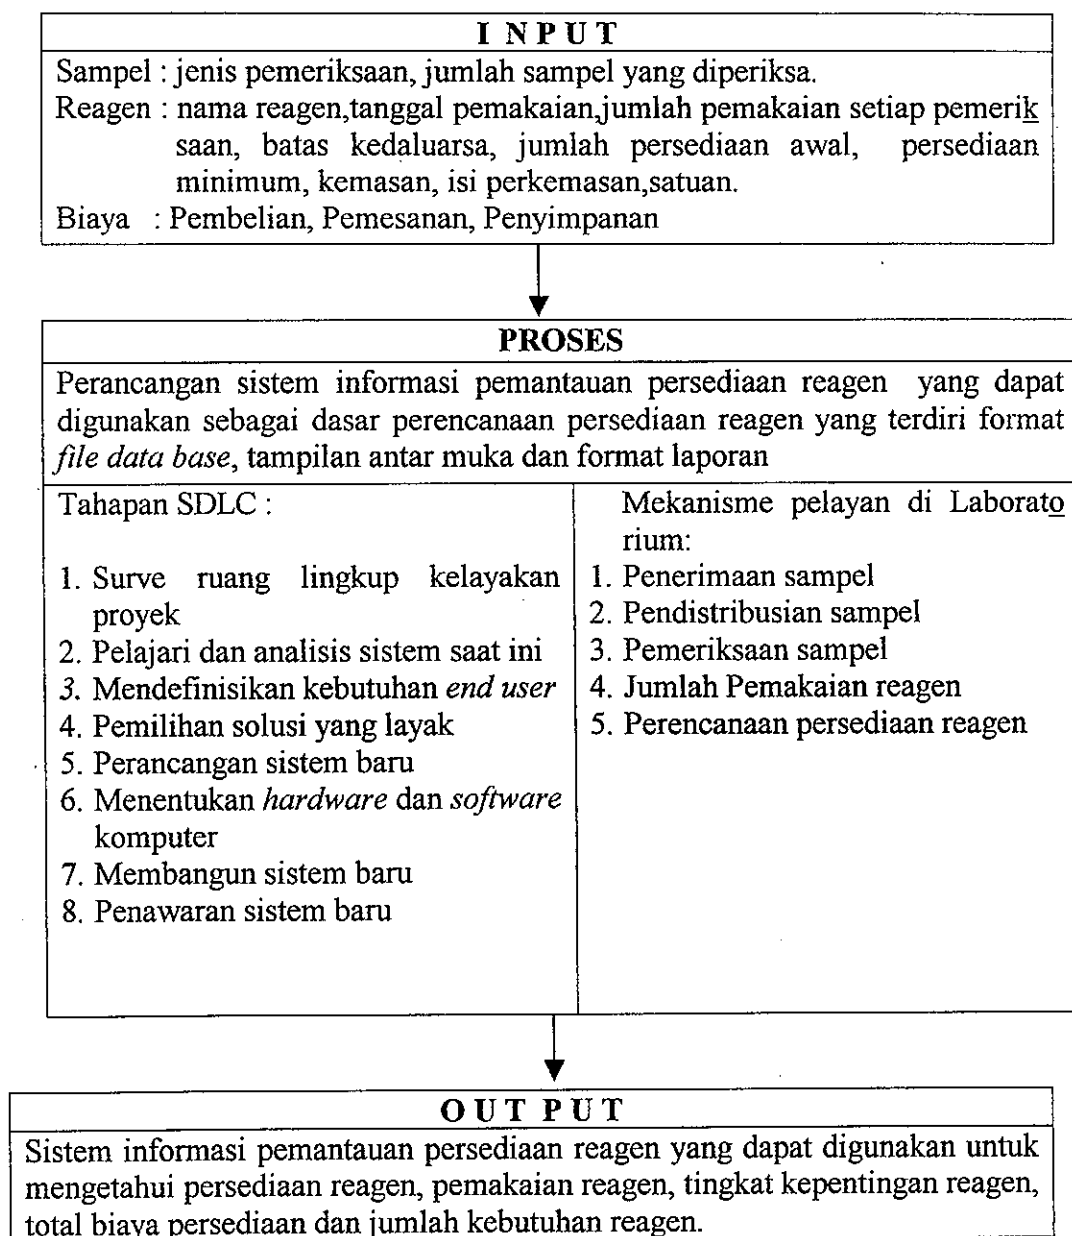 I N P U T
Sampel : jenis pemeriksaan, jumlah sampel yang diperiksa.
Reagen : nama reagen,tanggal pemakaian,jumlah pemakaian setiap pemerik
saan, batas kedaluarsa, jumlah persediaan awal, persediaan
minimum, kemasan, isi perkemasan,satuan.
Biaya : Pembelian, Pemesanan, Penyimpanan
PROSES
Perancangan sistem informasi pemantauan persediaan reagen yang dapat
digunakan sebagai dasar perencanaan persediaan reagen yang terdiri format
file data base, tampilan antar muka dan format laporan
Tahapan SDLC :
1. Surve ruang lingkup kelayakan
proyek
2. Pelajari dan analisis sistem saat ini
3. Mendefinisikan kebutuhan end user
4. Pemilihan solusi yang layak
5. Perancangan sistem baru
6. Menentukan hardware dan software
komputer
7. Membangun sistem baru
8. Penawaran sistem baru
Mekanisme pelayan di Laborato
rium:
1. Penerimaan sampel
2. Pendistribusian sampel
3. Pemeriksaan sampel
4. Jumlah Pemakaian reagen
5. Perencanaan persediaan reagen
O U T P U T
Sistem informasi pemantauan persediaan reagen yang dapat digunakan untuk
mengetahui persediaan reagen, pemakaian reagen, tingkat kepentingan reagen,
total biaya persediaan dan jumlah kebutuhan reagen.